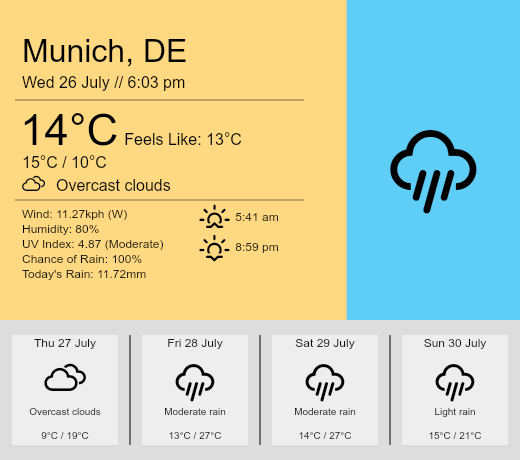 Munich, DE
Wed 26 July // 6:03 pm
14°C Feels Like: 13°C
15°C / 10°C
Overcast clouds
Wind: 11.27kph (W)
Humidity: 80%
UV Index: 4.87 (Moderate)
Chance of Rain: 100%
Today's Rain: 11.72mm
5:41 am
8:59 pm
Thu 27 July
Overcast clouds
9°C / 19°C
Fri 28 July
Moderate rain
13°C / 27°C
Sat 29 July
Moderate rain
14°C / 27°C
Sun 30 July
Light rain
15°C / 21°C